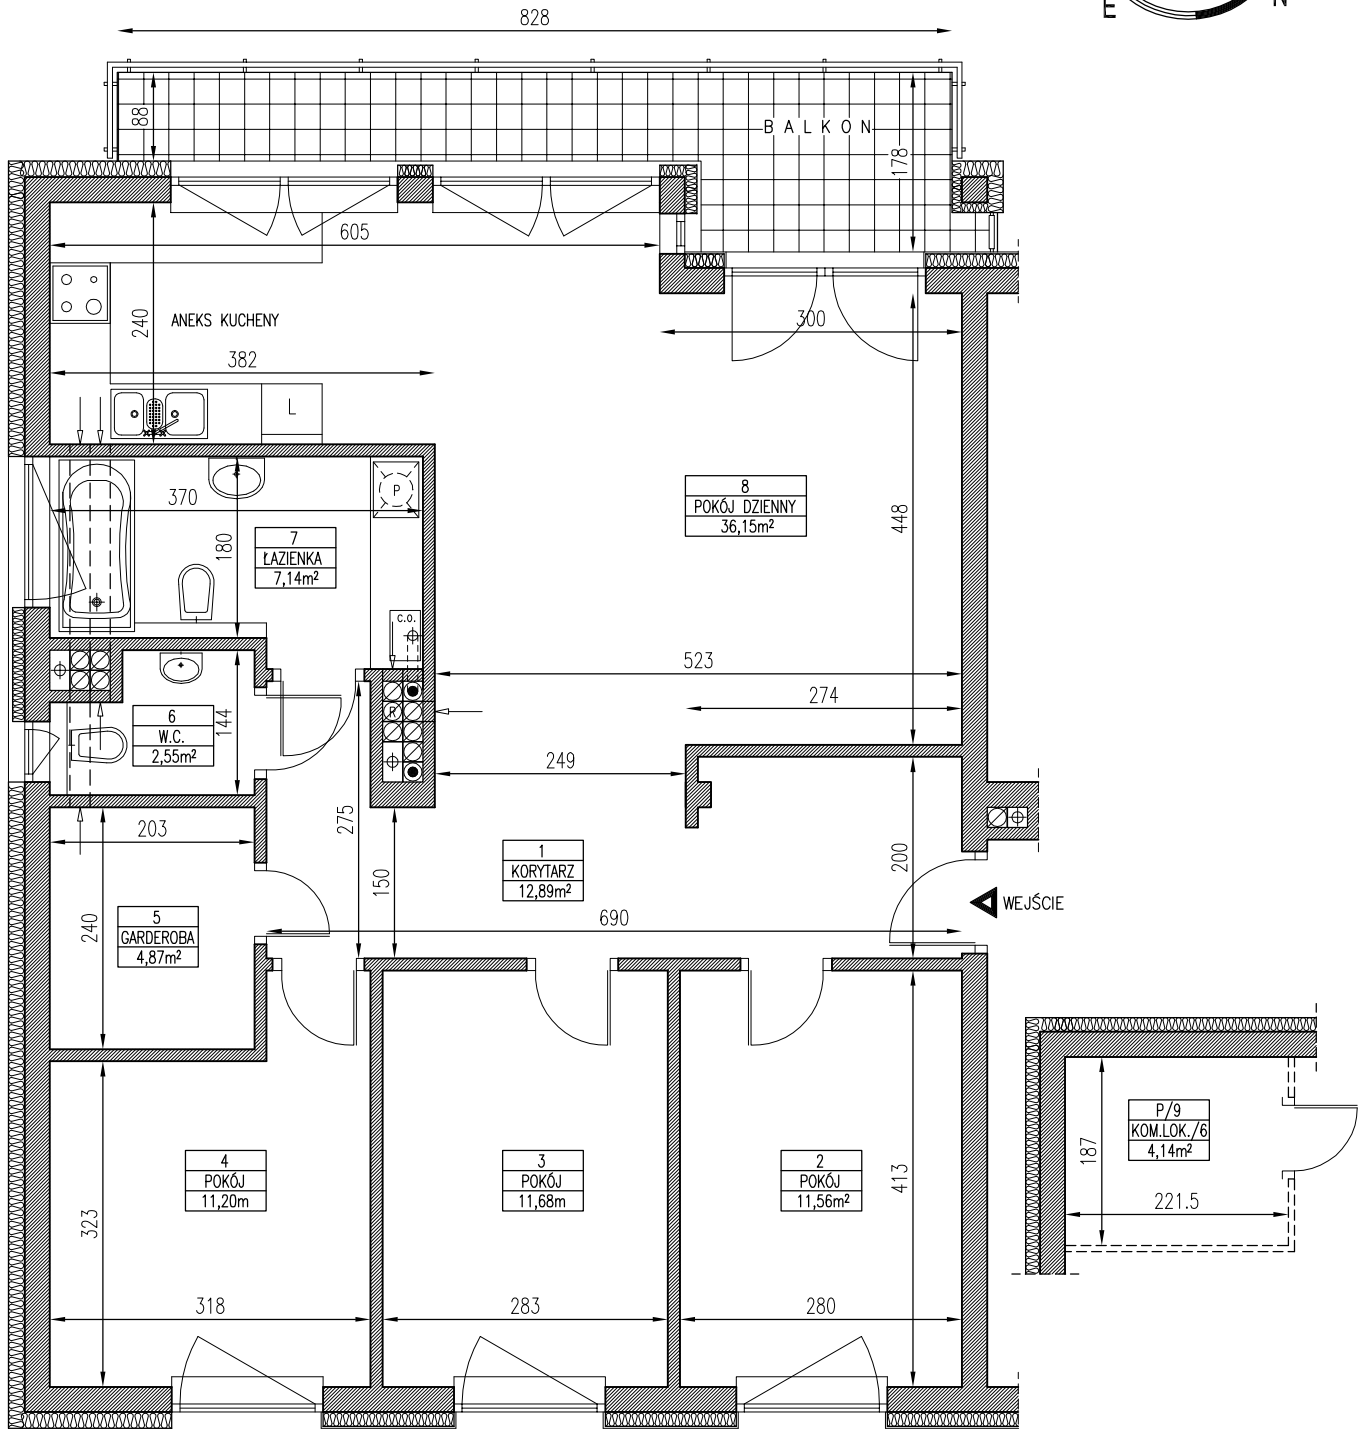 828
E
N
88
BALKON
178
605
240
ANEKS KUCHENY
300
382
L
370
P
8
POKÓJ DZIENNY
36,15m²
448
180
7
ŁAZIENKA
7,14m²
c.o.
523
274
144
6
W.C.
2,55m²
R
249
203
275
150
1
KORYTARZ
12,89m²
200
WEJŚCIE
690
240
5
GARDEROBA
4,87m²
P/9
KOM.LOK./6
4,14m²
187
221.5
4
POKÓJ
11,20m
3
POKÓJ
11,68m
2
POKÓJ
11,56m²
413
323
318
283
280